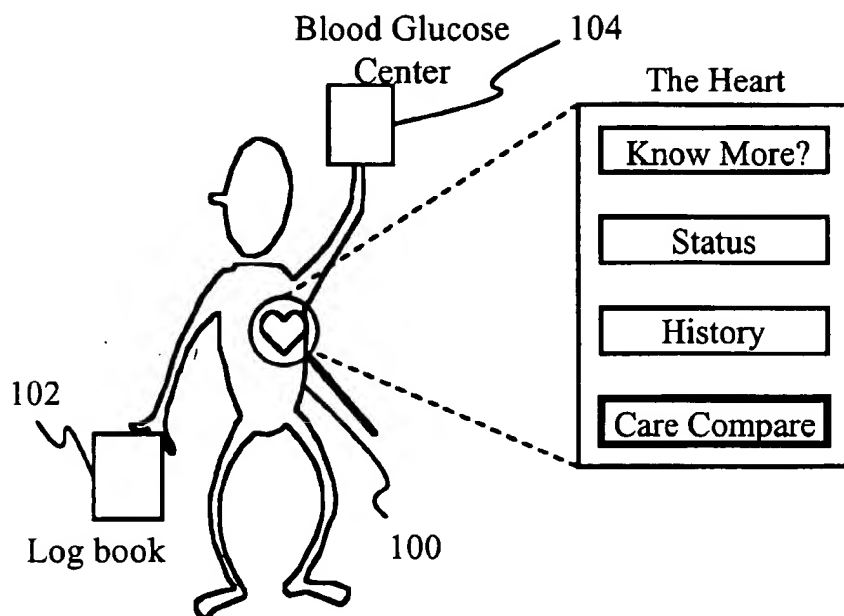 Blood Glucose
Center
104
The Heart
Know More?
Status
History
Care Compare
102
Log book
100